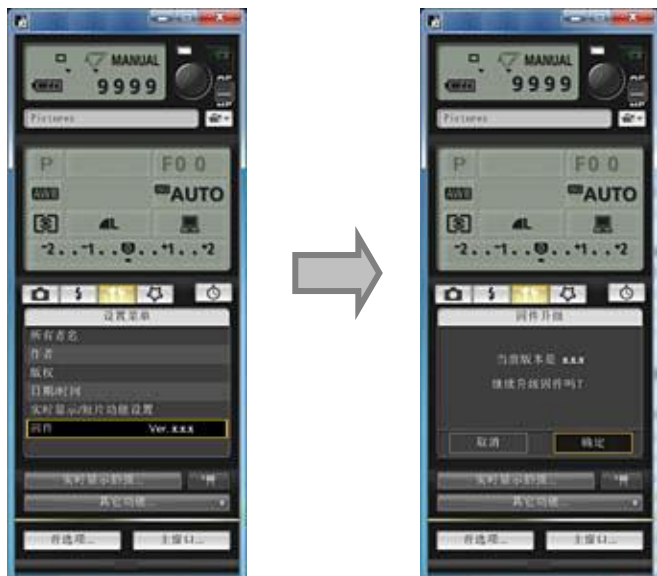 MANUAL
9999
Pictures
P F0 0
AWB ISO AUTO
L
-2..-1..0..+1..+2
设置菜单
所有者名
作者
版权
日期/时间
实时显示/短片功能设置
固件 Ver. x.x.x
实时显示拍摄...
其它功能...
首选项... 主窗口...
MANUAL
9999
Pictures
P F0 0
AWB ISO AUTO
L
-2..-1..0..+1..+2
固件升级
当前版本是 x.x.x
继续升级固件吗?
取消 确定
实时显示拍摄...
其它功能...
首选项... 主窗口...